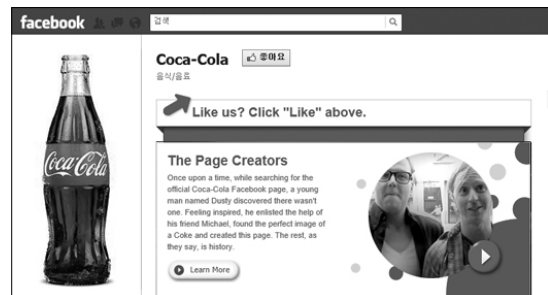 facebook
검색
Coca-Cola
좋아요
음식/음료
Like us? Click "Like" above.
Coca-Cola
The Page Creators
Once upon a time, while searching for the
official Coca-Cola Facebook page, a young
man named Dusty discovered there wasn't
one. Feeling inspired, he enlisted the help of
his friend Michael, found the perfect image of
a Coke and created this page. The rest, as
they say, is history.
Learn More